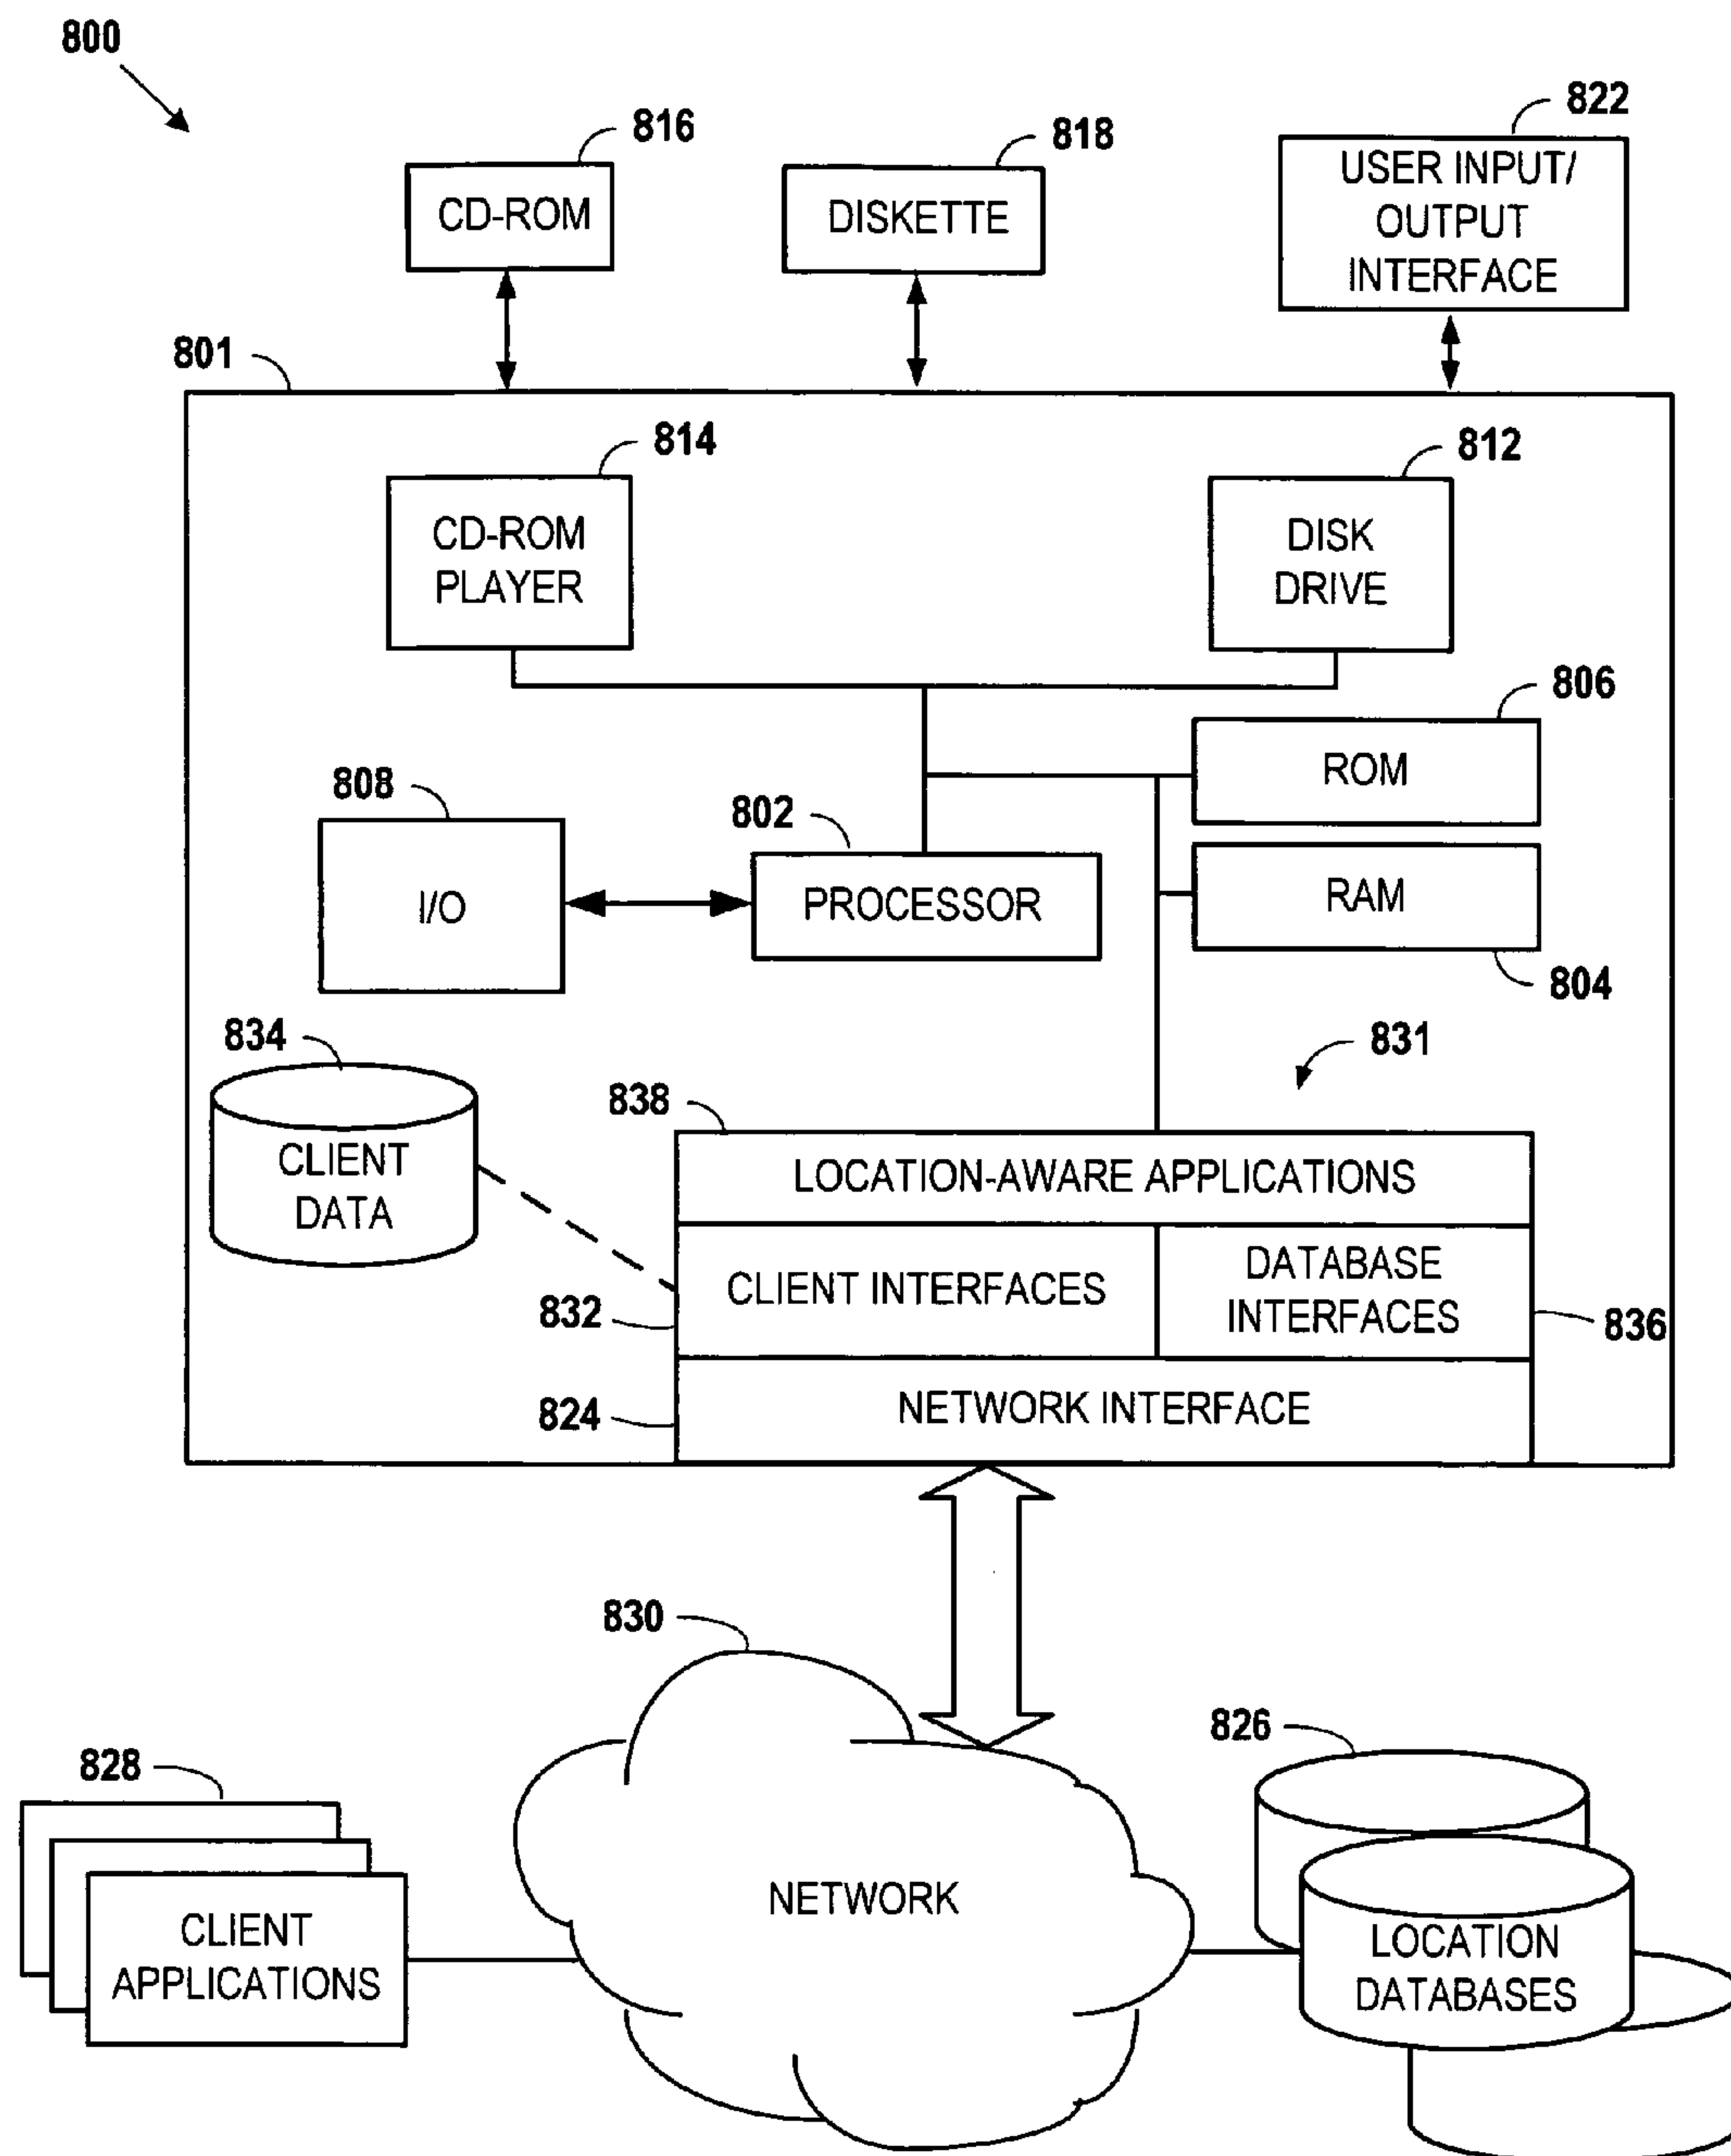 800
816
818
822
CD-ROM
DISKETTE
USER INPUT/
OUTPUT
INTERFACE
801
814
812
CD-ROM
PLAYER
DISK
DRIVE
806
ROM
808
802
I/O
PROCESSOR
RAM
804
834
831
838
CLIENT
DATA
LOCATION-AWARE APPLICATIONS
CLIENT INTERFACES
DATABASE
INTERFACES
832
836
824
NETWORK INTERFACE
830
826
828
NETWORK
CLIENT
APPLICATIONS
LOCATION
DATABASES